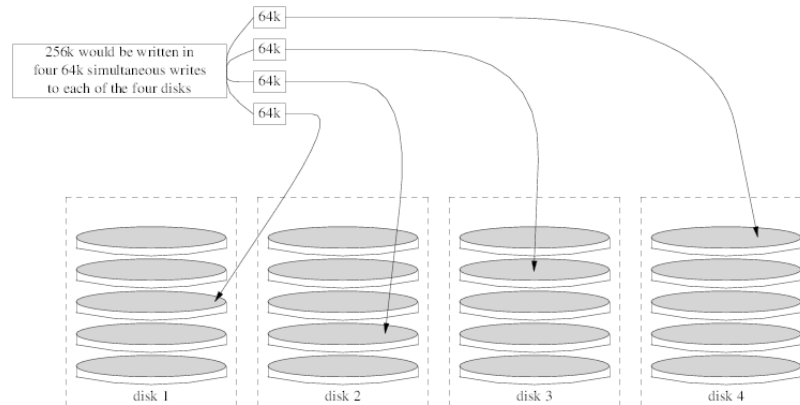 64k
256k would be written in
four 64k simultaneous writes
to each of the four disks
64k
64k
64k
disk 1
disk 2
disk 3
disk 4